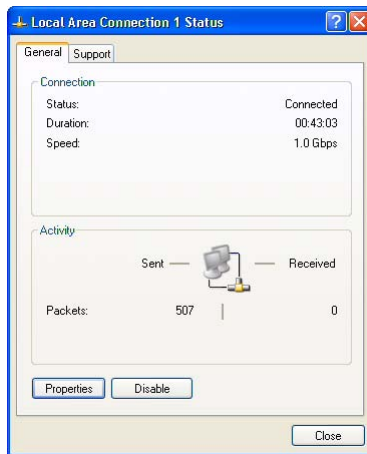 Local Area Connection 1 Status
General Support
Connection
Status: Connected
Duration: 00:43:03
Speed: 1.0 Gbps
Activity
Sent Received
Packets: 507 0
Properties Disable
Close